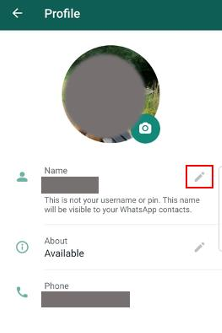 Profile
Name
This is not your username or pin. This name
will be visible to your WhatsApp contacts.
About
Available
Phone